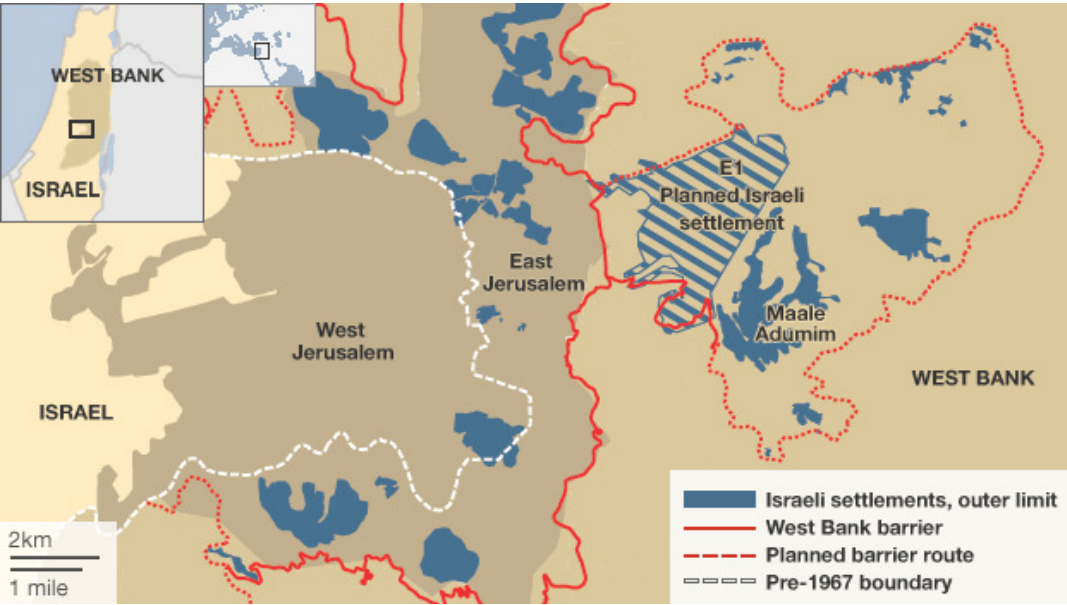 WEST BANK
ISRAEL
E1
Planned Israeli
settlement
East
Jerusalem
West
Jerusalem
Maale
Adumim
WEST BANK
ISRAEL
2km
1 mile
Israeli settlements, outer limit
West Bank barrier
Planned barrier route
Pre-1967 boundary